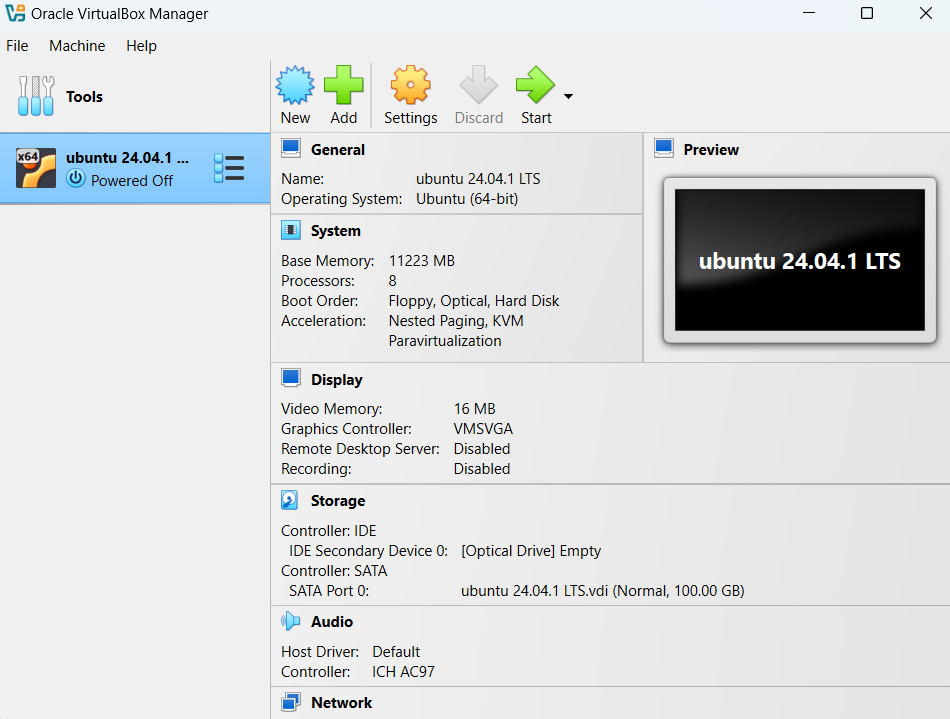 Oracle VirtualBox Manager
File Machine Help
Tools
New Add Settings Discard Start
x64
ubuntu 24.04.1 ...
Powered Off
General
Name: ubuntu 24.04.1 LTS
Operating System: Ubuntu (64-bit)
Preview
ubuntu 24.04.1 LTS
System
Base Memory: 11223 MB
Processors: 8
Boot Order: Floppy, Optical, Hard Disk
Acceleration: Nested Paging, KVM
Paravirtualization
Display
Video Memory: 16 MB
Graphics Controller: VMSVGA
Remote Desktop Server: Disabled
Recording: Disabled
Storage
Controller: IDE
IDE Secondary Device 0: [Optical Drive] Empty
Controller: SATA
SATA Port 0: ubuntu 24.04.1 LTS.vdi (Normal, 100.00 GB)
Audio
Host Driver: Default
Controller: ICH AC97
Network